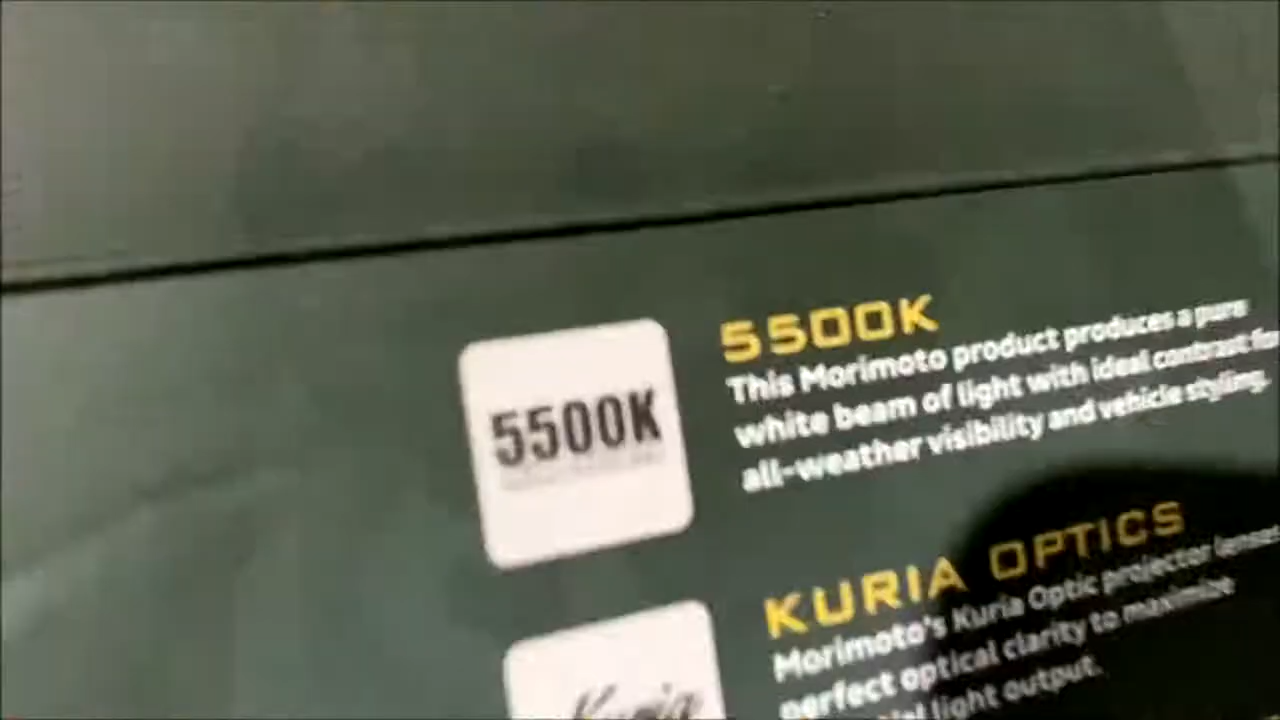 5500K
5500K
This Morimoto product produces a pure
white beam of light with ideal contrast for
all-weather visibility and vehicle styling.
Kuria
KURIA OPTICS
Morimoto's Kuria Optic projector lenses
perfect optical clarity to maximize
light output.